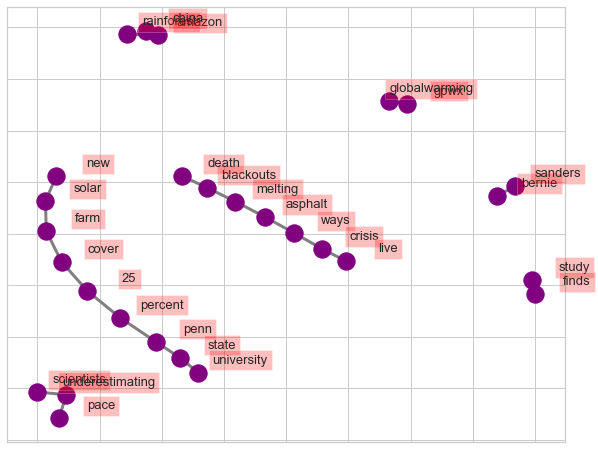 china
rainforest
amazon
globalwarming
gpwx
new
solar
farm
cover
25
percent
penn
state
university
death
blackouts
melting
asphalt
ways
crisis
live
sanders
bernie
study
finds
scientists
underestimating
pace